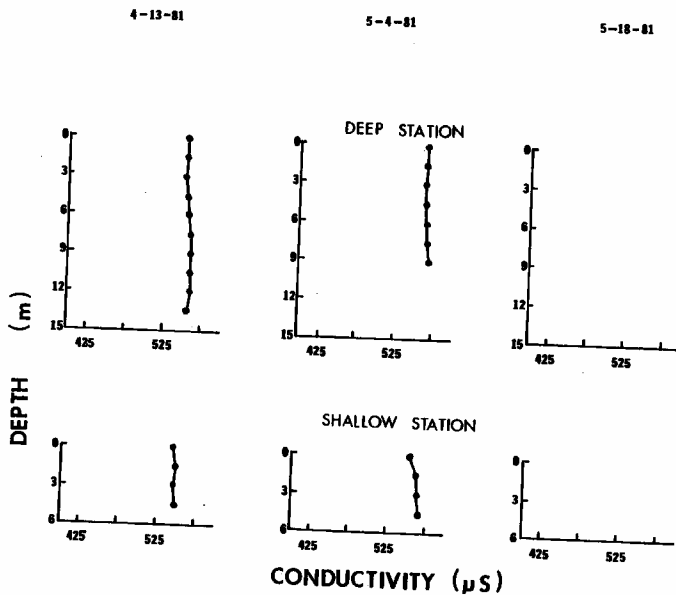 4-13-81 5-4-81 5-18-81
DEEP STATION
0 0 0
3 3 3
6 6 6
9 9 9
12 12 12
15 15 15
425 525 425 525 425 525
DEPTH (m)
SHALLOW STATION
0 0 0
3 3 3
6 6 6
425 525 425 525 425 525
CONDUCTIVITY (µS)